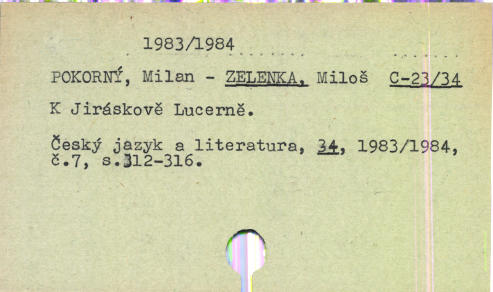 1983/1984
POKORNÝ, Milan - ZELENKA, Miloš C-23/34
K Jiráskově Lucerně.
Český jazyk a literatura, 34, 1983/1984,
č.7, s.312-316.